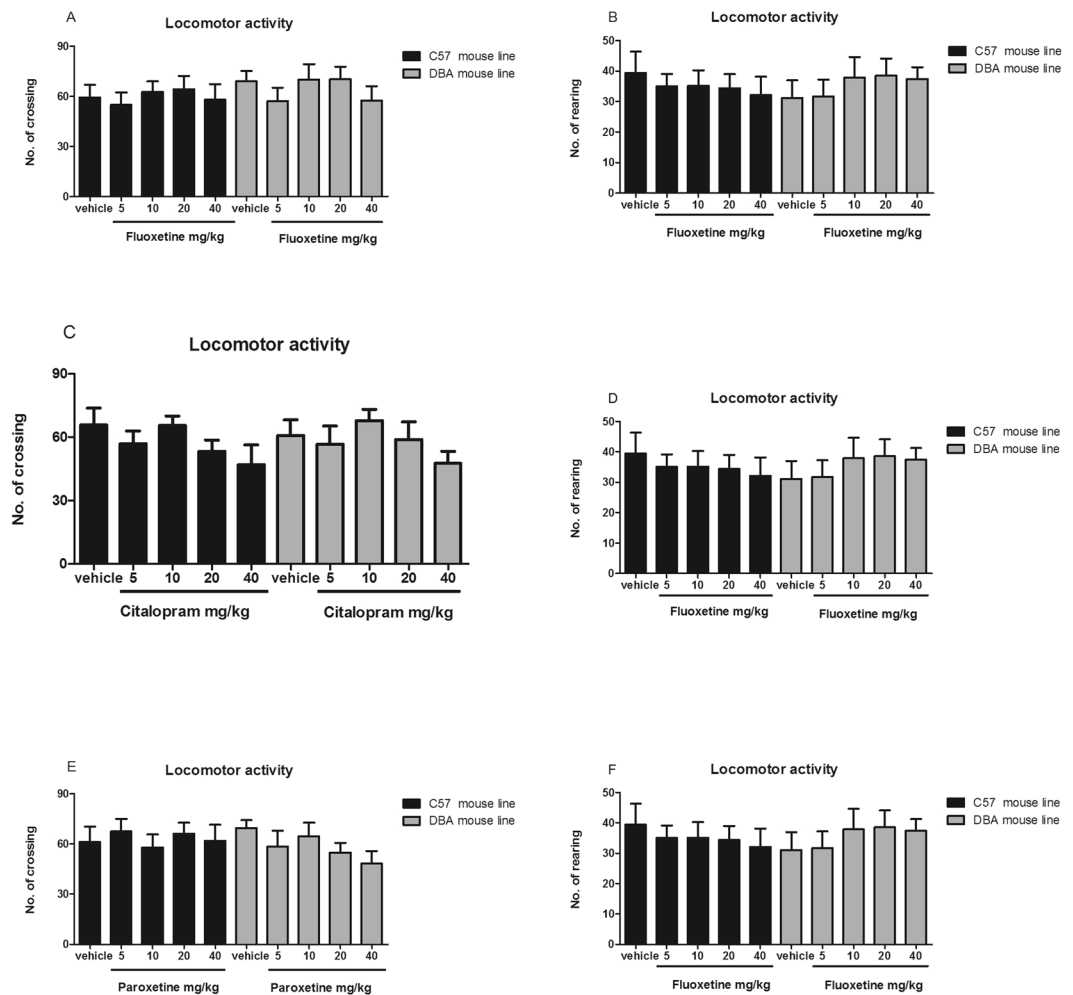 A
Locomotor activity
C57 mouse line
DBA mouse line
No. of crossing
90
60
30
0
vehicle 5 10 20 40 vehicle 5 10 20 40
Fluoxetine mg/kg Fluoxetine mg/kg
B
Locomotor activity
C57 mouse line
DBA mouse line
No. of rearing
50
40
30
20
10
0
vehicle 5 10 20 40 vehicle 5 10 20 40
Fluoxetine mg/kg Fluoxetine mg/kg
C
Locomotor activity
No. of crossing
90
60
30
0
vehicle 5 10 20 40 vehicle 5 10 20 40
Citalopram mg/kg Citalopram mg/kg
D
Locomotor activity
C57 mouse line
DBA mouse line
No. of rearing
50
40
30
20
10
0
vehicle 5 10 20 40 vehicle 5 10 20 40
Fluoxetine mg/kg Fluoxetine mg/kg
E
Locomotor activity
C57 mouse line
DBA mouse line
No. of crossing
90
60
30
0
vehicle 5 10 20 40 vehicle 5 10 20 40
Paroxetine mg/kg Paroxetine mg/kg
F
Locomotor activity
C57 mouse line
DBA mouse line
No. of rearing
50
40
30
20
10
0
vehicle 5 10 20 40 vehicle 5 10 20 40
Fluoxetine mg/kg Fluoxetine mg/kg